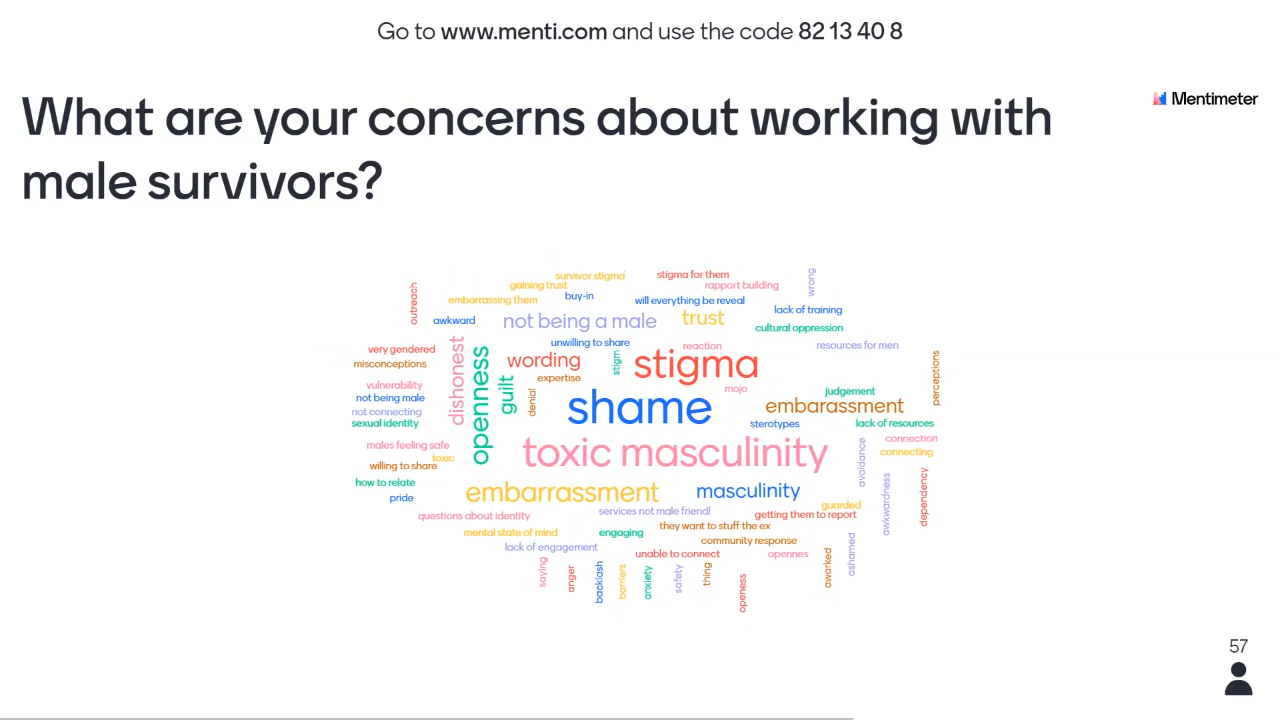 Go to www.menti.com and use the code 82 13 40 8
Mentimeter
What are your concerns about working with
male survivors?
survivor stigma
stigma for them
wrong
outreach
gaining trust
rapport building
embarrassing them
buy-in
will everything be reveal
lack of training
awkward
not being a male
trust
cultural oppression
unwilling to share
reaction
resources for men
very gendered
misconceptions
dishonest
openness
wording
stigm
stigma
perceptions
expertise
guilt
denial
vulnerability
mojo
judgement
not being male
shame
embarassment
not connecting
sexual identity
sterotypes
lack of resources
males feeling safe
toxic
toxic masculinity
connection
connecting
avoidance
willing to share
how to relate
pride
embarrassment
masculinity
awkwardness
dependency
guarded
questions about identity
services not male friendl
getting them to report
mental state of mind
engaging
they want to stuff the ex
lack of engagement
community response
unable to connect
opennes
aworked
ashamed
saying
anger
backlash
barriers
anxiety
safety
thing
openess
57